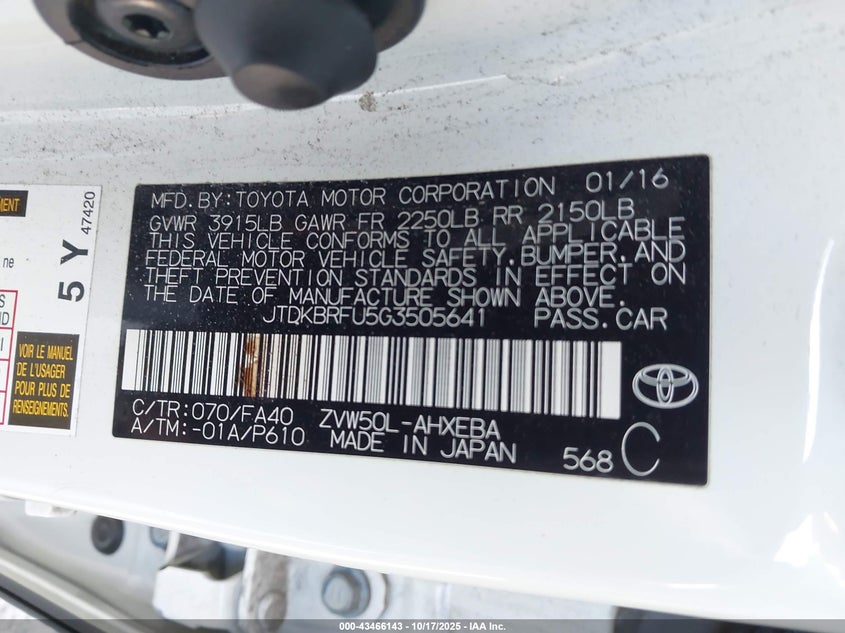 MENT
47420
5 Y
ne
S
ND
I
VOIR LE MANUEL
DE L'USAGER
POUR PLUS DE
RENSEIGNEMENTS.
MFD.BY:TOYOTA MOTOR CORPORATION 01/16
GVWR 3915LB GAWR FR 2250LB RR 2150LB
THIS VEHICLE CONFORMS TO ALL APPLICABLE
FEDERAL MOTOR VEHICLE SAFETY,BUMPER,AND
THEFT PREVENTION STANDARDS IN EFFECT ON
THE DATE OF MANUFACTURE SHOWN ABOVE.
JTDKBRFU5G3505641 PASS.CAR
C/TR:070/FA40 ZVW50L-AHXEBA
A/TM:-01A/P610 MADE IN JAPAN 568 C
000-43466143 - 10/17/2025 - IAA Inc.